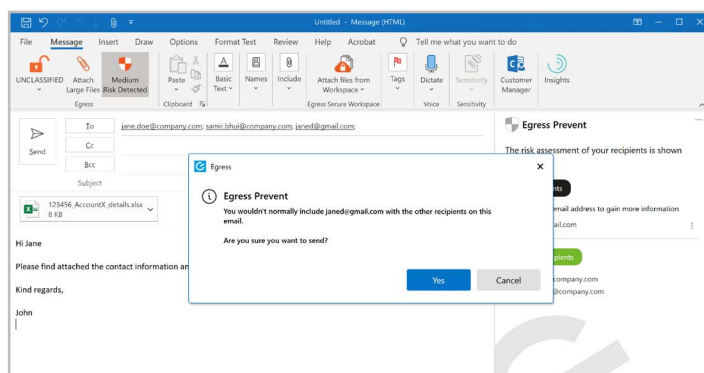 Untitled - Message (HTML)
File Message Insert Draw Options Format Text Review Help Acrobat Tell me what you want to do
UNCLASSIFIED
Attach Large Files
Medium Risk Detected
Paste
Basic Text
Names
Include
Attach files from Workspace
Tags
Dictate
Sensitivity
Customer Manager
Insights
Egress Clipboard Egress Secure Workspace Voice Sensitivity
Send
To jane.doe@company.com; samir.bhui@company.com; janed@gmail.com;
Cc
Bcc
Subject
123456_AccountX_details.xlsx
8 KB
Hi Jane
Please find attached the contact information an
Kind regards,
John
Egress
Egress Prevent
You wouldn't normally include janed@gmail.com with the other recipients on this
email.
Are you sure you want to send?
Yes Cancel
Egress Prevent
The risk assessment of your recipients is shown
nts
email address to gain more information
ail.com
pients
company.com
@company.com